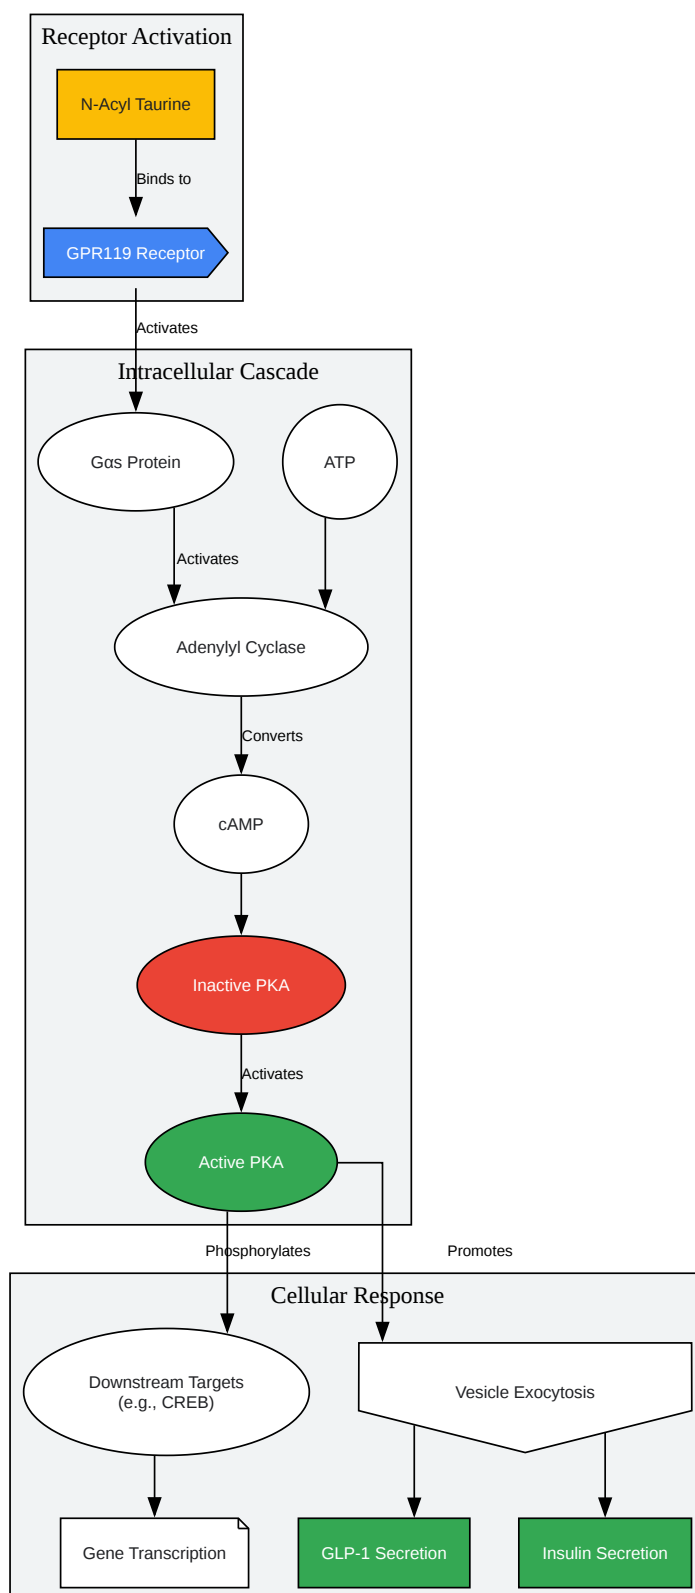 Receptor Activation
N-Acyl Taurine
Binds to
GPR119 Receptor
Activates
Intracellular Cascade
Gαs Protein
ATP
Activates
Adenylyl Cyclase
Converts
cAMP
Inactive PKA
Activates
Active PKA
Phosphorylates
Promotes
Cellular Response
Downstream Targets
(e.g., CREB)
Vesicle Exocytosis
Gene Transcription
GLP-1 Secretion
Insulin Secretion